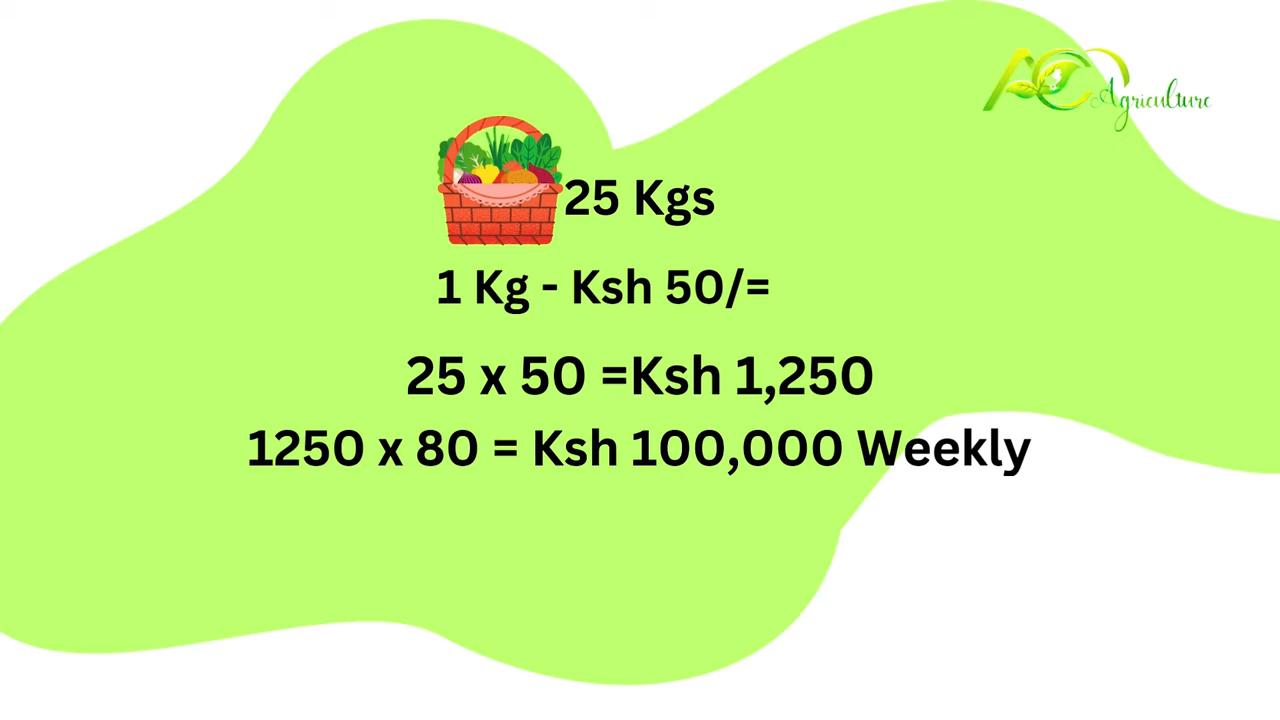 AC Agriculture
25 Kgs
1 Kg - Ksh 50/=
25 x 50 =Ksh 1,250
1250 x 80 = Ksh 100,000 Weekly